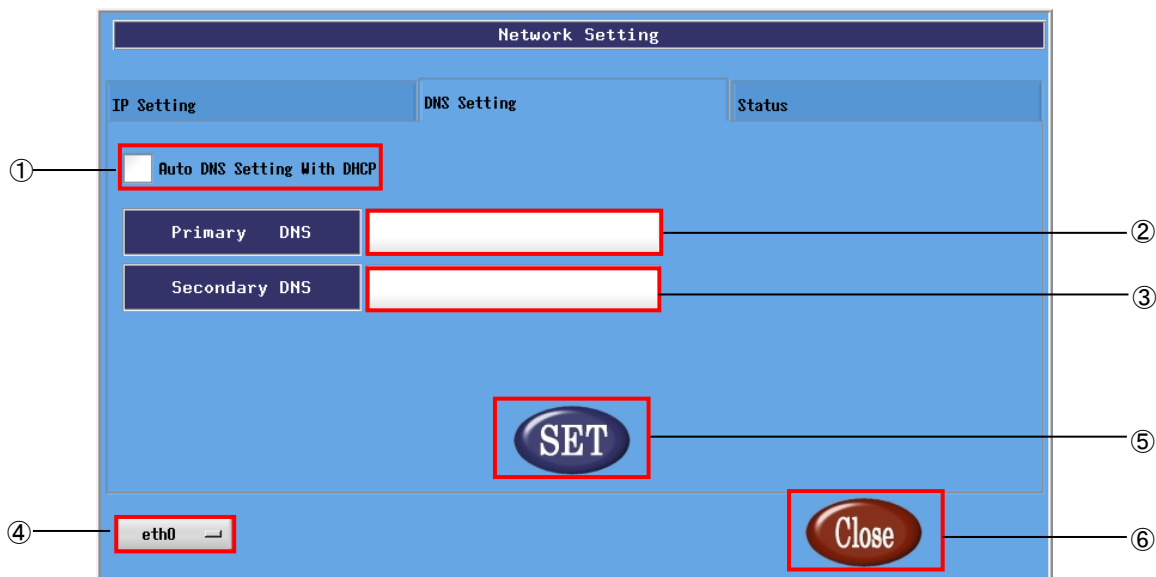 Network Setting
IP Setting
DNS Setting
Status
① Auto DNS Setting With DHCP
Primary DNS ②
Secondary DNS ③
SET ⑤
④ eth0
Close ⑥